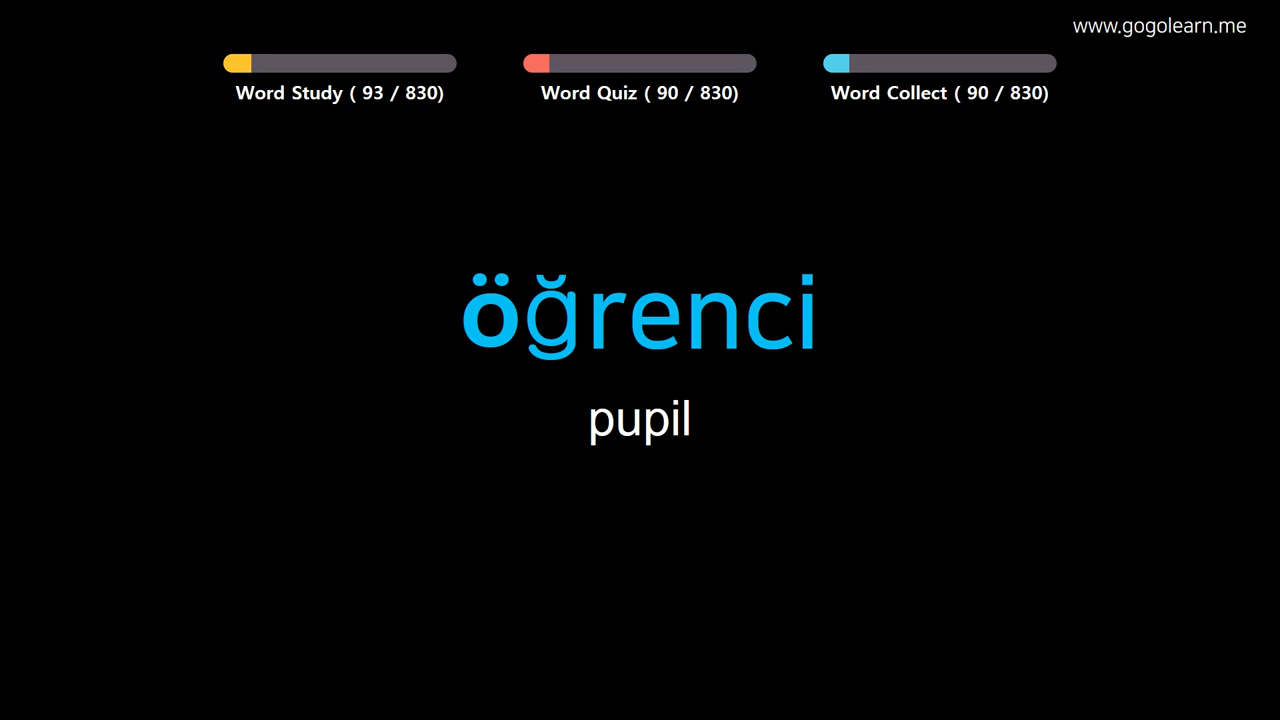 www.gogolearn.me
Word Study ( 93 / 830)
Word Quiz ( 90 / 830)
Word Collect ( 90 / 830)
öğrenci
pupil